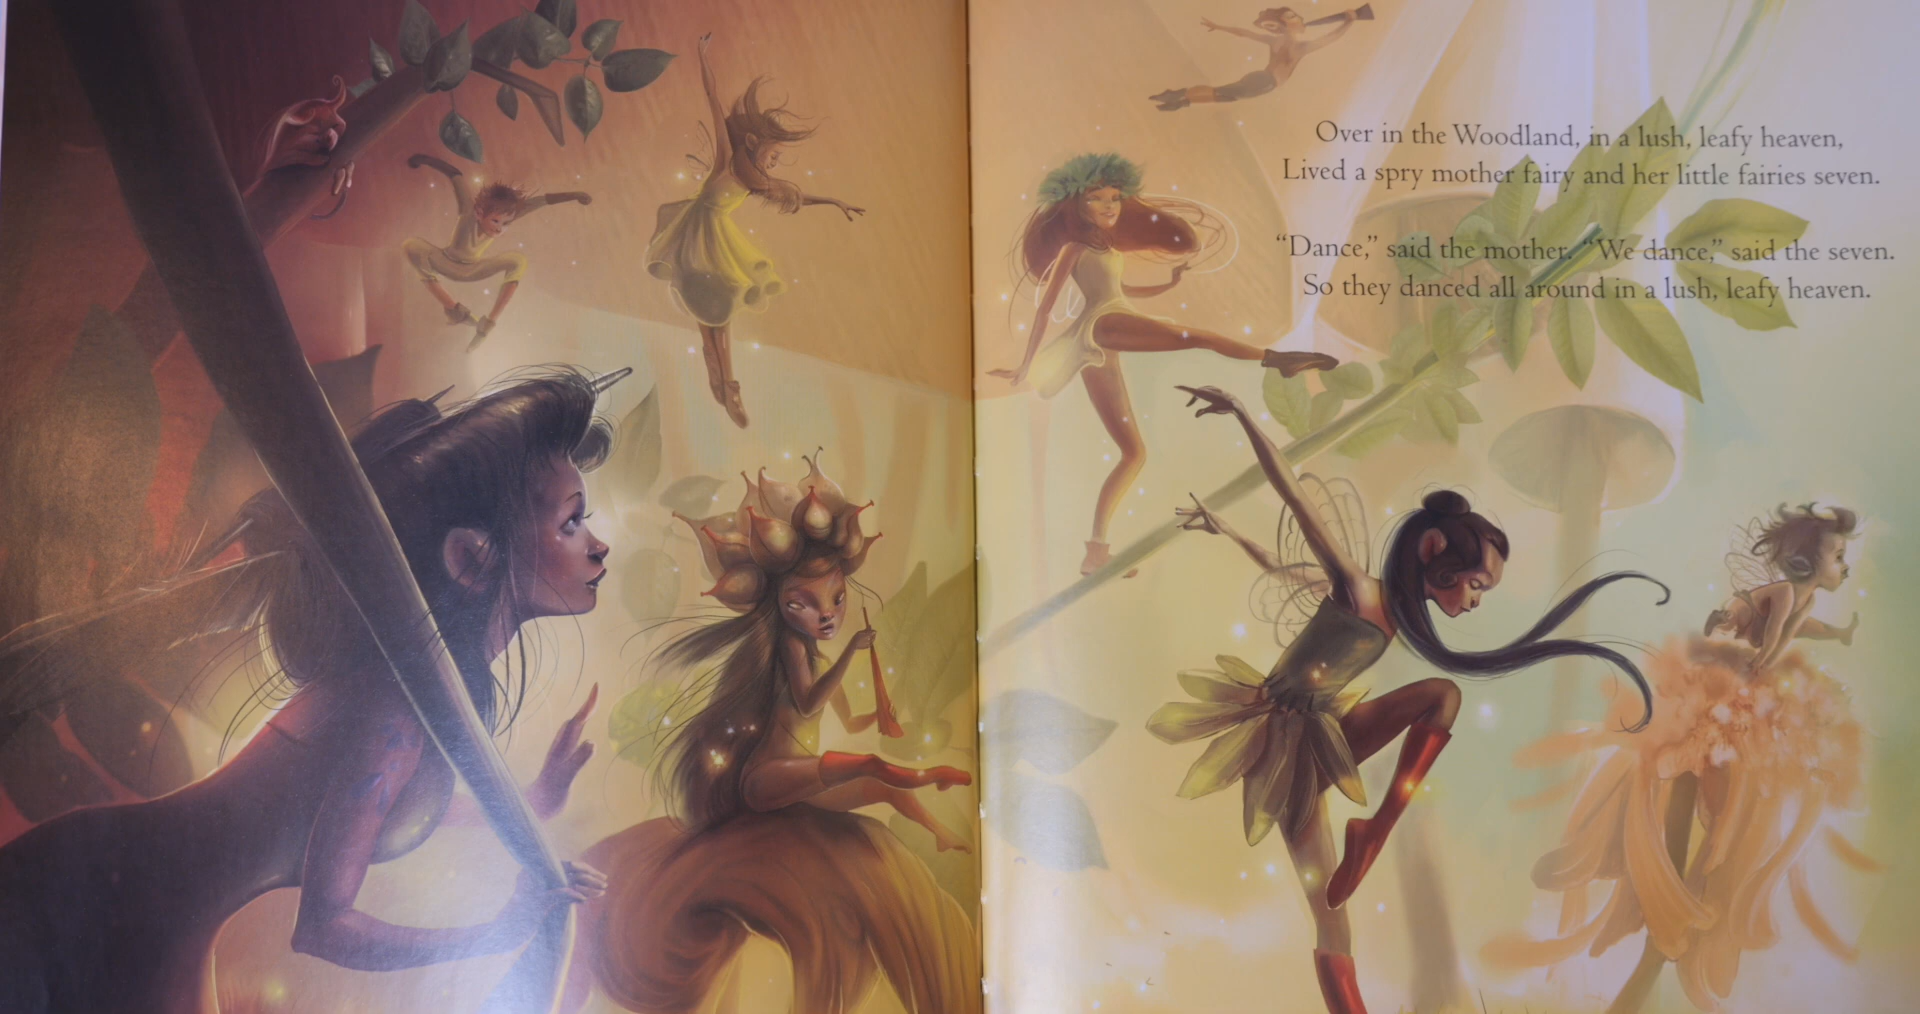 Over in the Woodland, in a lush, leafy heaven,
Lived a spry mother fairy and her little fairies seven.
“Dance,” said the mother. “We dance,” said the seven.
So they danced all around in a lush, leafy heaven.